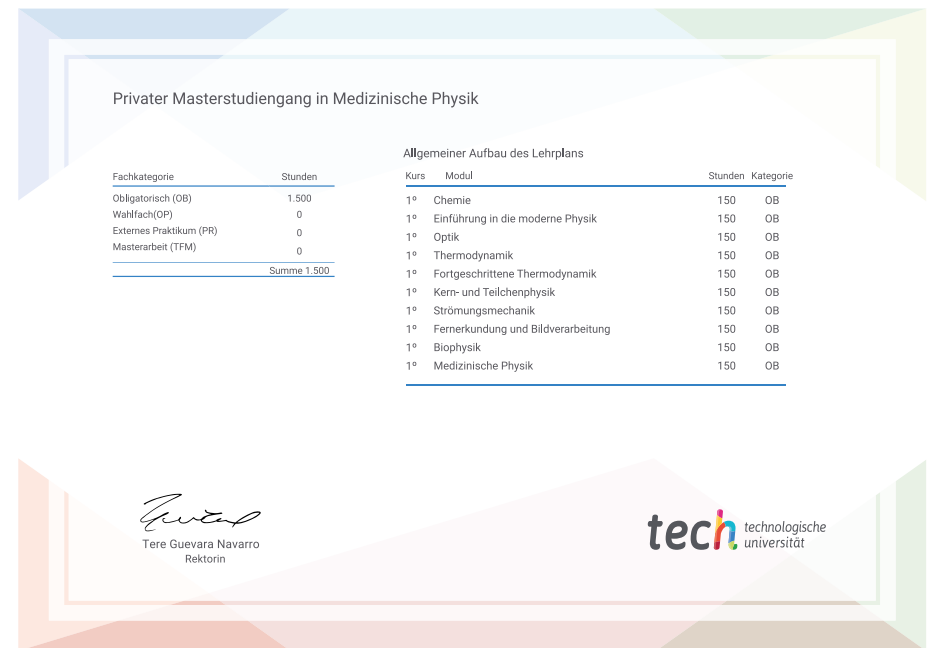 Privater Masterstudiengang in Medizinische Physik
Fachkategorie Stunden
Obligatorisch (OB) 1.500
Wahlfach(OP) 0
Externes Praktikum (PR) 0
Masterarbeit (TFM) 0
Summe 1.500
Allgemeiner Aufbau des Lehrplans
Kurs Modul Stunden Kategorie
1º Chemie 150 OB
1º Einführung in die moderne Physik 150 OB
1º Optik 150 OB
1º Thermodynamik 150 OB
1º Fortgeschrittene Thermodynamik 150 OB
1º Kern- und Teilchenphysik 150 OB
1º Strömungsmechanik 150 OB
1º Fernerkundung und Bildverarbeitung 150 OB
1º Biophysik 150 OB
1º Medizinische Physik 150 OB
Tere Guevara Navarro
Rektorin
tech technologische
universität